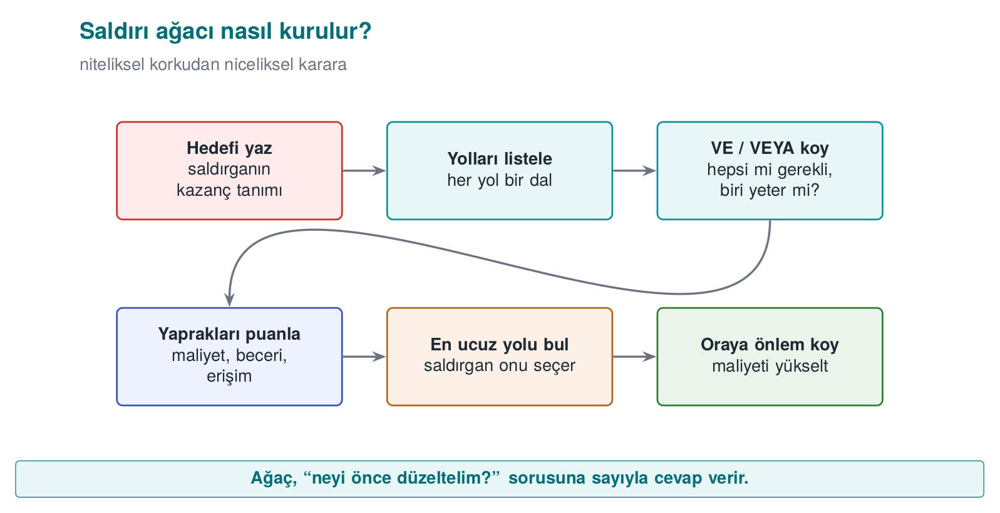 Saldırı ağacı nasıl kurulur?
niteliksel korkudan niceliksel karara
Hedefi yaz
saldırganın
kazanç tanımı
Yolları listele
her yol bir dal
VE / VEYA koy
hepsi mi gerekli,
biri yeter mi?
Yaprakları puanla
maliyet, beceri,
erişim
En ucuz yolu bul
saldırgan onu seçer
Oraya önlem koy
maliyeti yükselt
Ağaç, “neyi önce düzeltelim?” sorusuna sayıyla cevap verir.